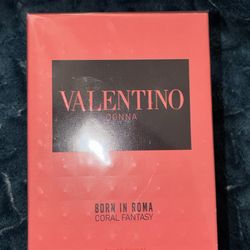 VALENTINO
DONNA
BORN IN ROMA
CORAL FANTASY